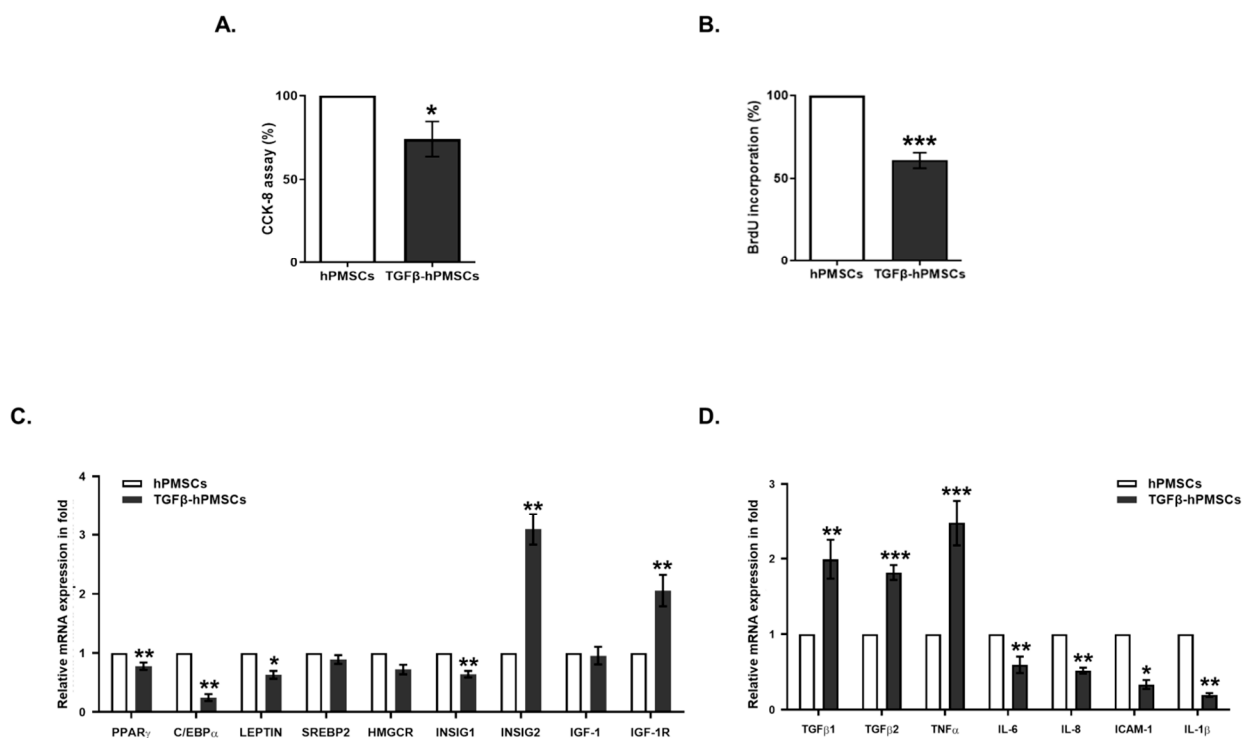 A.
B.
CCK-8 assay (%)
100
50
0
*
hPMSCs
TGFβ-hPMSCs
BrdU incorporation (%)
100
50
0
***
hPMSCs
TGFβ-hPMSCs
C.
D.
Relative mRNA expression in fold
4
3
2
1
0
hPMSCs
TGFβ-hPMSCs
**
**
*
**
**
**
PPARγ C/EBPα LEPTIN SREBP2 HMGCR INSIG1 INSIG2 IGF-1 IGF-1R
Relative mRNA expression in fold
3
2
1
0
hPMSCs
TGFβ-hPMSCs
**
***
***
**
**
*
**
TGFβ1 TGFβ2 TNFα IL-6 IL-8 ICAM-1 IL-1β